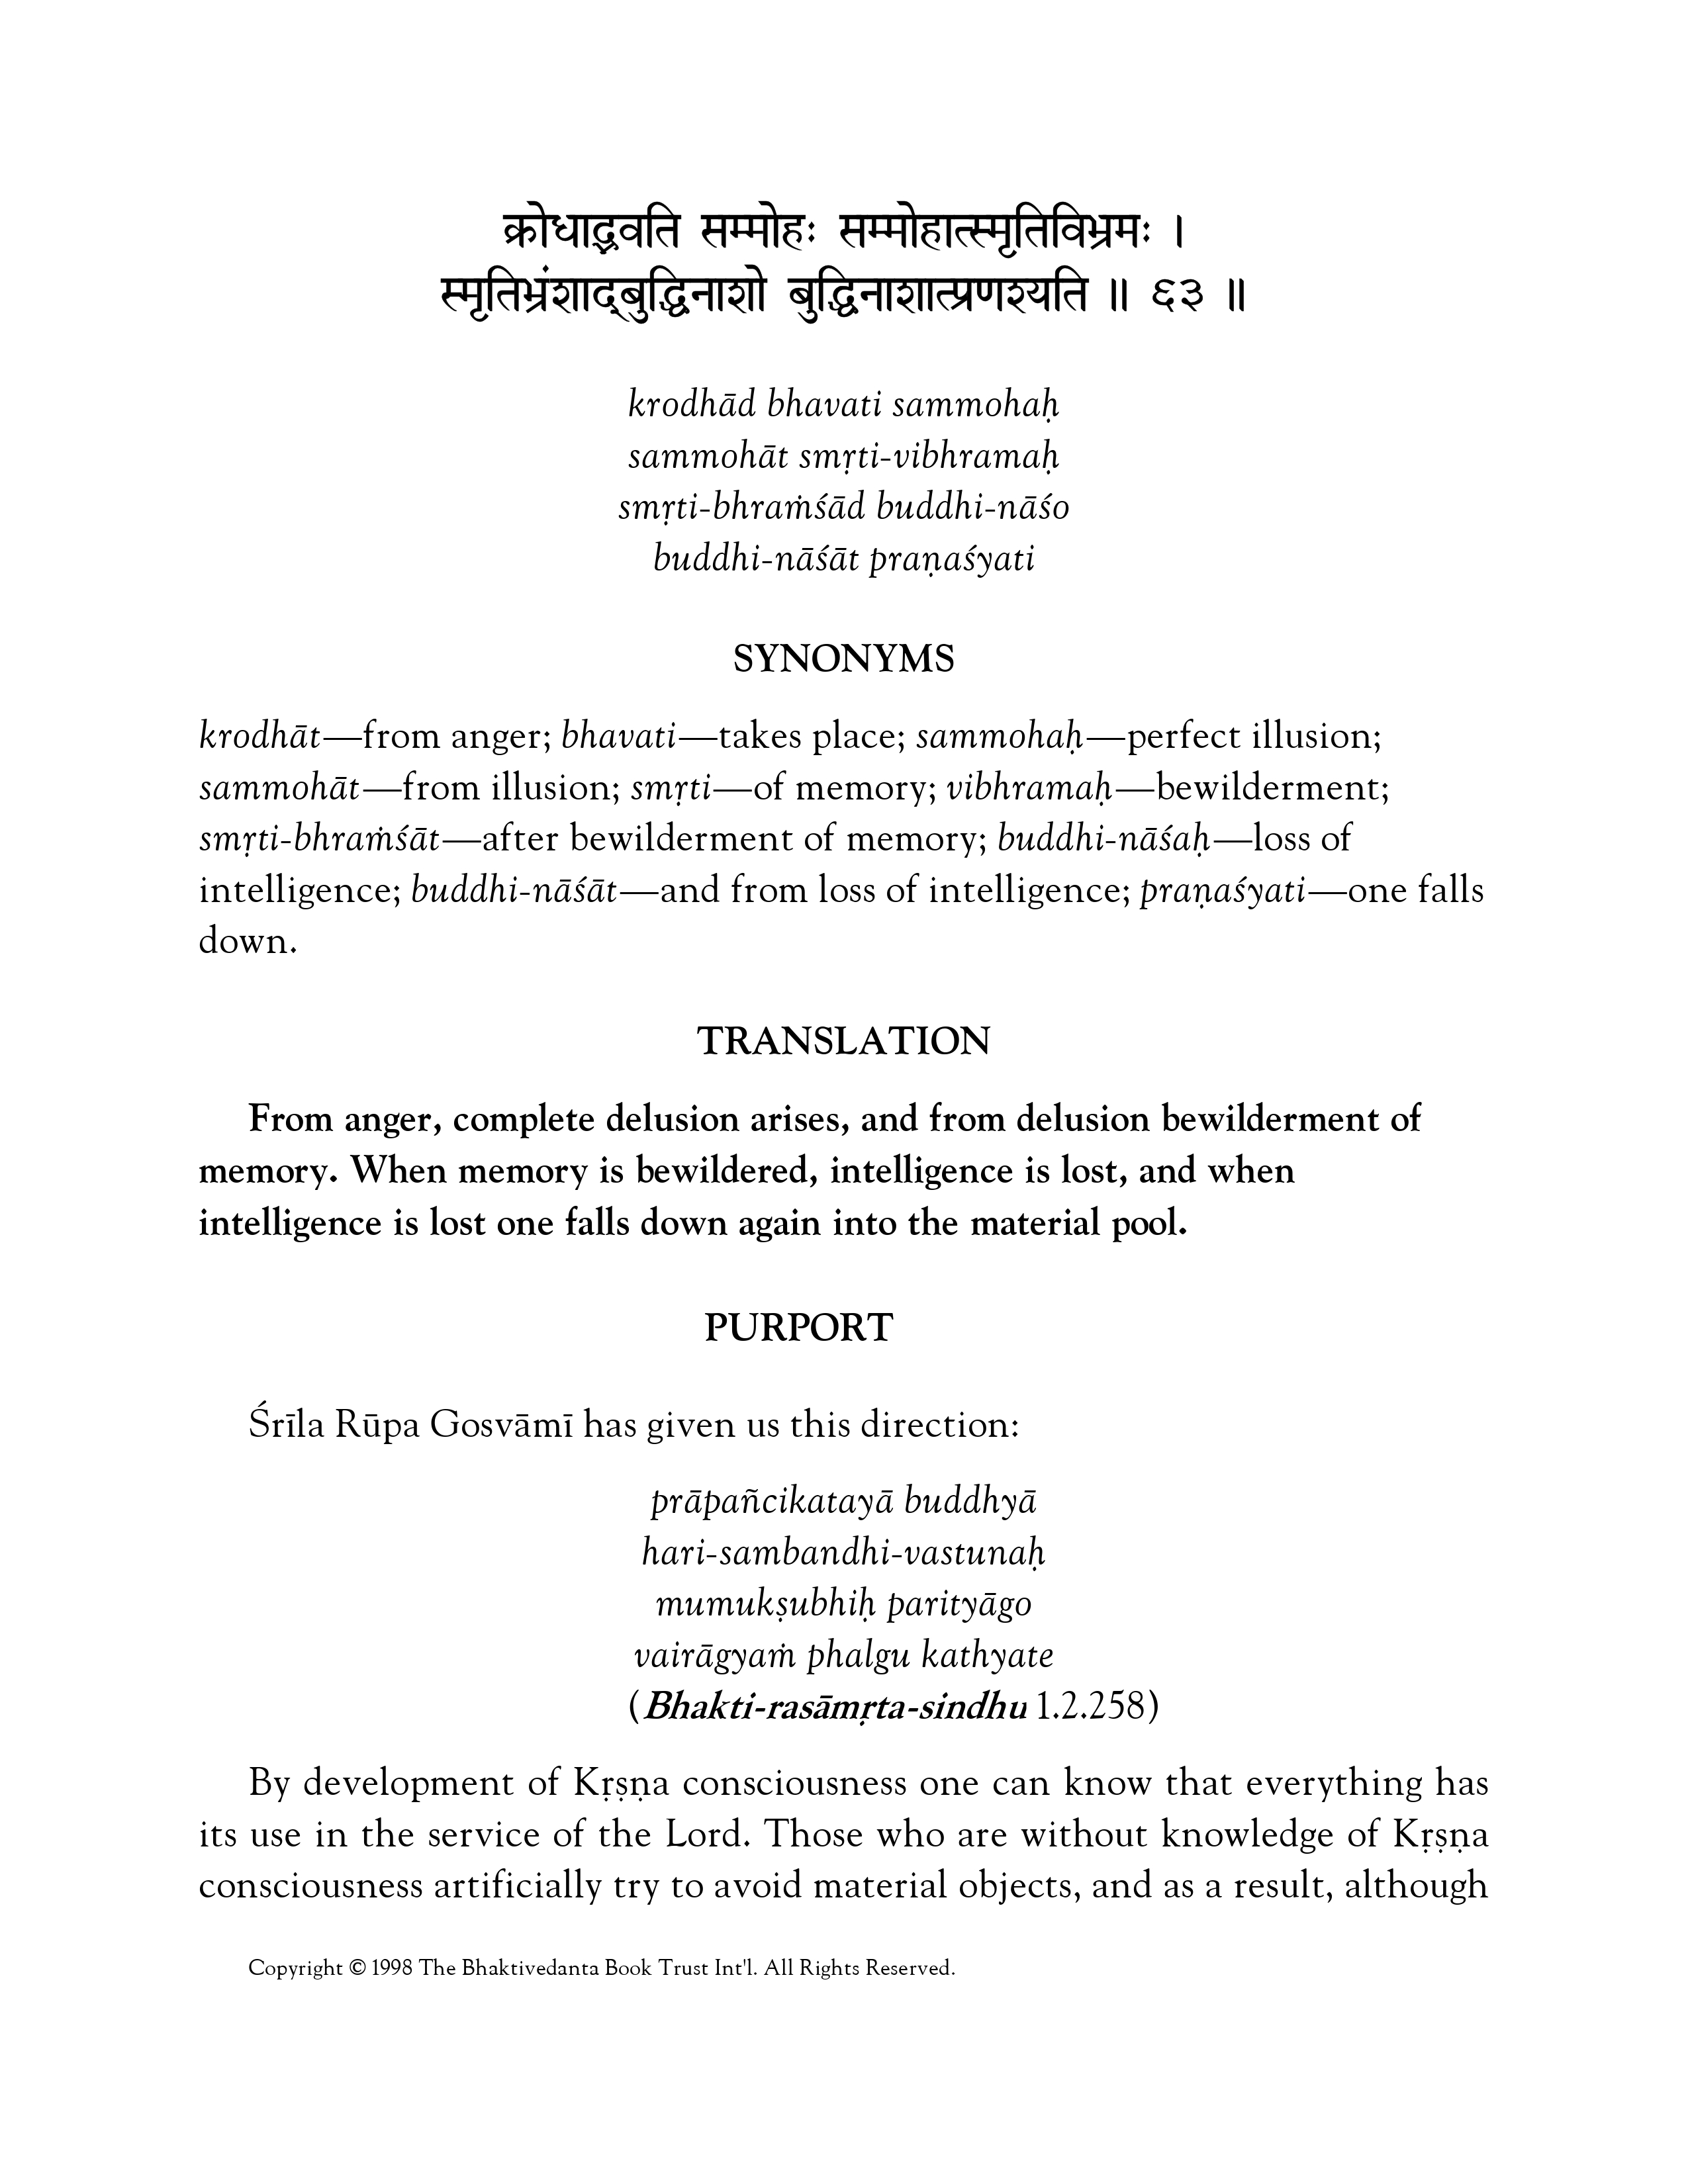 क्रोधाद्भवति सम्मोहः सम्मोहात्स्मृतिविभ्रमः ।
स्मृतिभ्रंशाद्बुद्धिनाशो बुद्धिनाशात्प्रणश्यति ॥ ६३ ॥
krodhād bhavati sammohaḥ
sammohāt smṛti-vibhramaḥ
smṛti-bhraṁśād buddhi-nāśo
buddhi-nāśāt praṇaśyati
SYNONYMS
krodhāt—from anger; bhavati—takes place; sammohaḥ—perfect illusion;
sammohāt—from illusion; smṛti—of memory; vibhramaḥ—bewilderment;
smṛti-bhraṁśāt—after bewilderment of memory; buddhi-nāśaḥ—loss of
intelligence; buddhi-nāśāt—and from loss of intelligence; praṇaśyati—one falls
down.
TRANSLATION
From anger, complete delusion arises, and from delusion bewilderment of
memory. When memory is bewildered, intelligence is lost, and when
intelligence is lost one falls down again into the material pool.
PURPORT
Śrīla Rūpa Gosvāmī has given us this direction:
prāpañcikatayā buddhyā
hari-sambandhi-vastunaḥ
mumukṣubhiḥ parityāgo
vairāgyaṁ phalgu kathyate
(Bhakti-rasāmṛta-sindhu 1.2.258)
By development of Kṛṣṇa consciousness one can know that everything has
its use in the service of the Lord. Those who are without knowledge of Kṛṣṇa
consciousness artificially try to avoid material objects, and as a result, although
Copyright © 1998 The Bhaktivedanta Book Trust Int'l. All Rights Reserved.